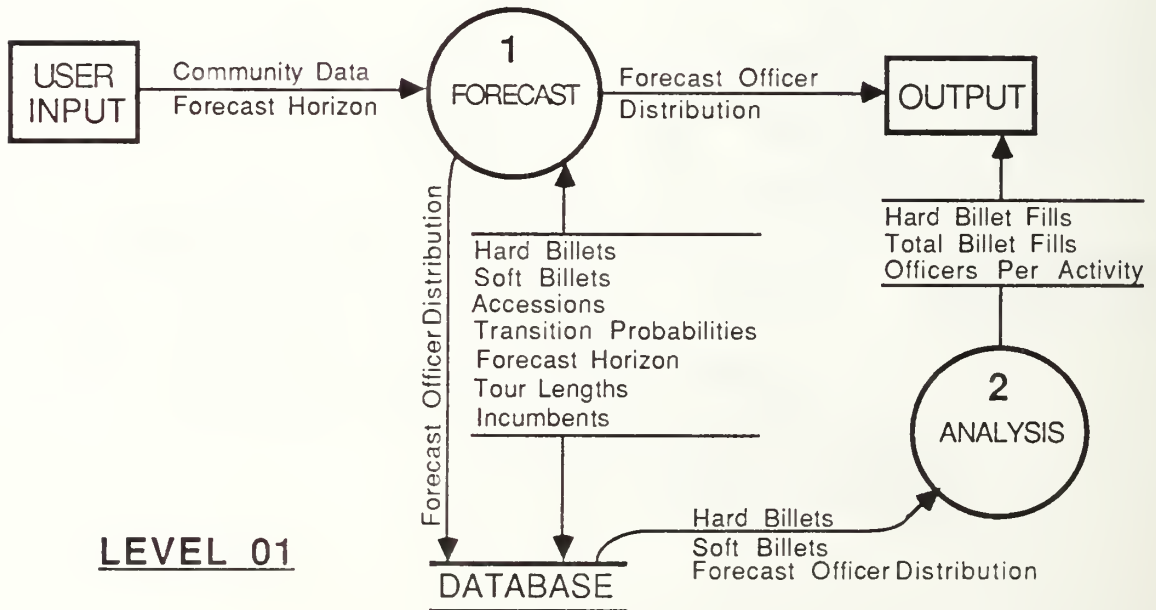 USER
INPUT
Community Data
Forecast Horizon
1
FORECAST
Forecast Officer
Distribution
OUTPUT
Forecast Officer Distribution
Hard Billets
Soft Billets
Accessions
Transition Probabilities
Forecast Horizon
Tour Lengths
Incumbents
Hard Billet Fills
Total Billet Fills
Officers Per Activity
2
ANALYSIS
Hard Billets
Soft Billets
Forecast Officer Distribution
LEVEL 01
DATABASE